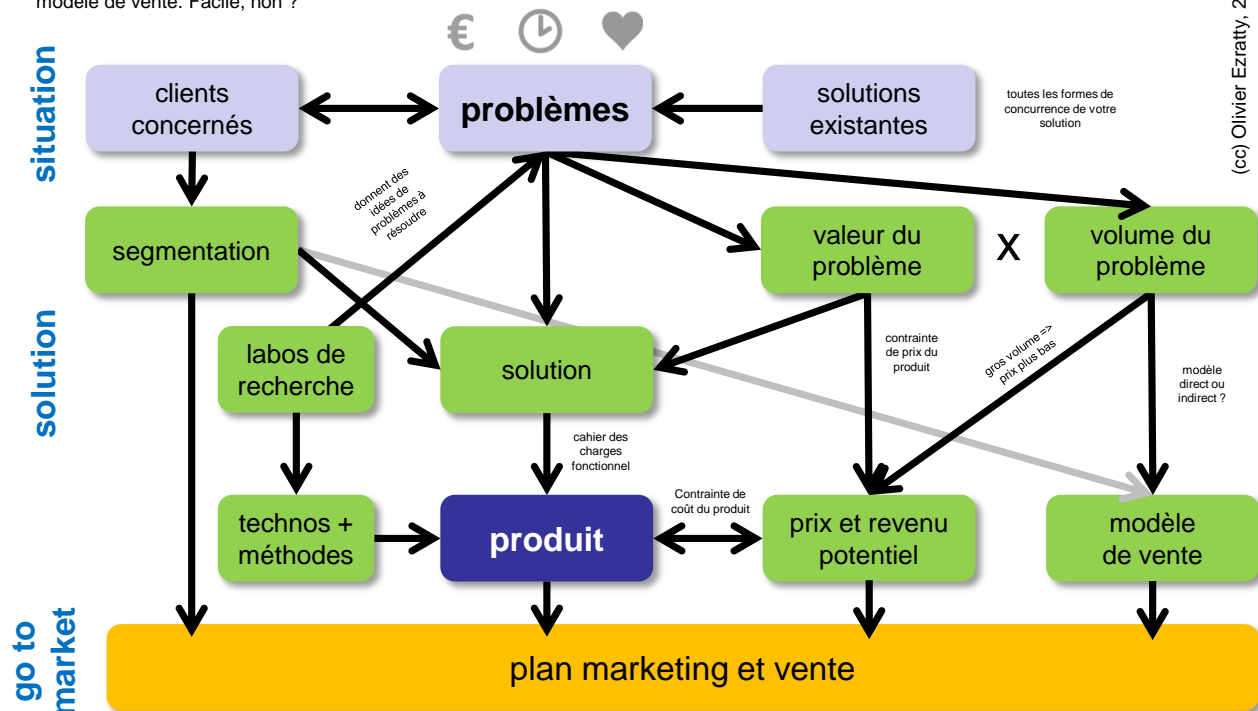 modèle de vente. Facile, non ?
€
situation
clients
concernés
problèmes
solutions
existantes
toutes les formes de
concurrence de votre
solution
(cc) Olivier Ezratty, 2
donnent des
idées de
problèmes à
résoudre
segmentation
valeur du
problème
X
volume du
problème
solution
labos de
recherche
solution
contrainte
de prix du
produit
gros volume =>
prix plus bas
modèle
direct ou
indirect ?
cahier des
charges
fonctionnel
technos +
méthodes
produit
Contrainte de
coût du produit
prix et revenu
potentiel
modèle
de vente
go to
market
plan marketing et vente